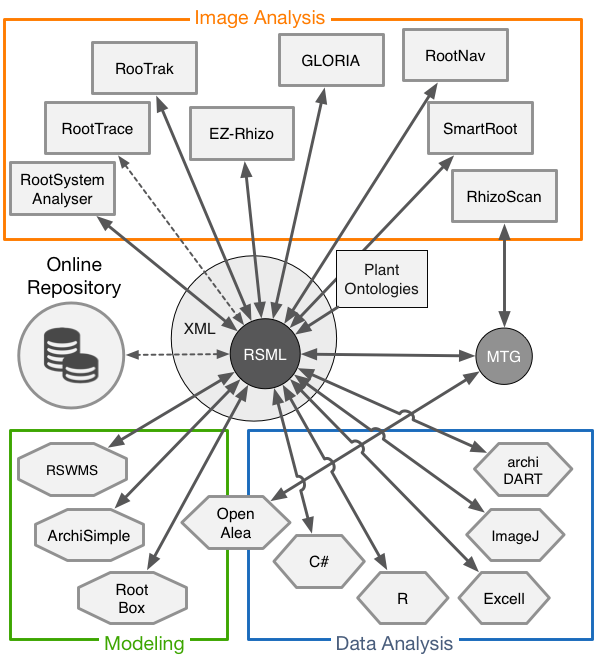 Image Analysis
GLORIA
RootNav
RooTrak
RootTrace
EZ-Rhizo
SmartRoot
RootSystem
Analyser
RhizoScan
Online
Repository
Plant
Ontologies
XML
RSML
MTG
RSWMS
archi
DART
Open
Alea
ArchiSimple
ImageJ
C#
Root
Box
R
Excell
Modeling
Data Analysis